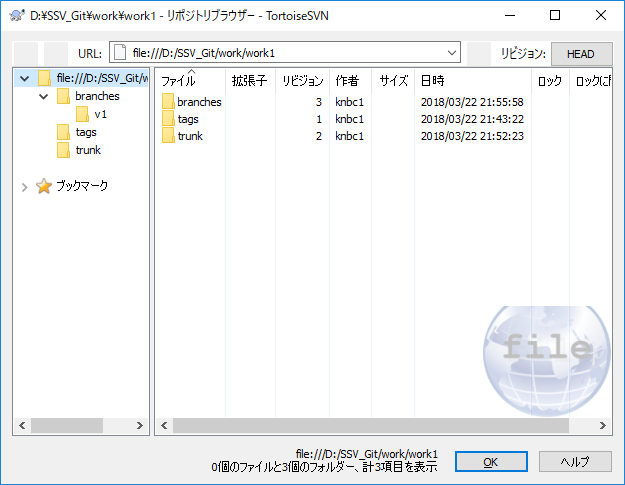 D:¥SSV_Git¥work¥work1 - リポジトリブラウザー - TortoiseSVN
URL: file:///D:/SSV_Git/work/work1 リビジョン: HEAD
file:///D:/SSV_Git/w
branches
v1
tags
trunk
ブックマーク
ファイル 拡張子 リビジョン 作者 サイズ 日時 ロック ロックに
branches 3 knbc1 2018/03/22 21:55:58
tags 1 knbc1 2018/03/22 21:43:22
trunk 2 knbc1 2018/03/22 21:52:23
file
file:///D:/SSV_Git/work/work1
0個のファイルと3個のフォルダー、計3項目を表示
OK ヘルプ